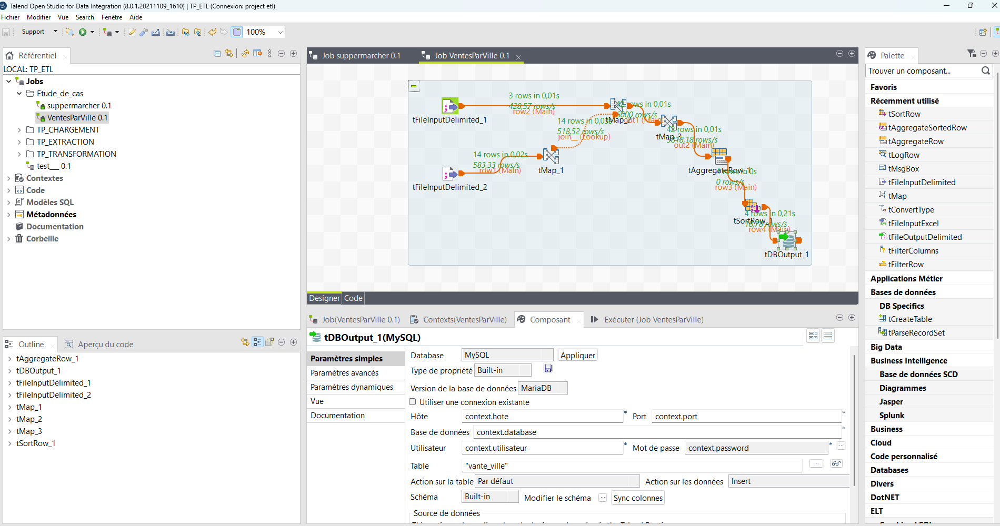 Talend Open Studio for Data Integration (8.0.1.20211109_1610) | TP_ETL (Connexion: project etl)
Fichier Modifier Vue Search Fenêtre Aide
Support 100%
Référentiel
LOCAL: TP_ETL
Jobs
Etude_de_cas
suppermarcher 0.1
VentesParVille 0.1
TP_CHARGEMENT
TP_EXTRACTION
TP_TRANSFORMATION
test___ 0.1
Contextes
Code
Modèles SQL
Métadonnées
Documentation
Corbeille
Outline Aperçu du code
tAggregateRow_1
tDBOutput_1
tFileInputDelimited_1
tFileInputDelimited_2
tMap_1
tMap_2
tMap_3
tSortRow_1
Job suppermarcher 0.1 Job VentesParVille 0.1
3 rows in 0,01s
428,57 rows/s
row2 (Main)
tFileInputDelimited_1
42 rows in 0,01s
6000 rows/s
out1 (Main)
tMap_2
14 rows in 0,03s
518,52 rows/s
join__ (Lookup)
42 rows in 0,01s
3818,18 rows/s
out2 (Main)
tMap_3
14 rows in 0,02s
583,33 rows/s
row1 (Main)
tMap_1
tFileInputDelimited_2
tAggregateRow_1
4 rows in 0s
0 rows/s
row3 (Main)
tSortRow_1
4 rows in 0,21s
18,78 rows/s
row4 (Main)
tDBOutput_1
Designer Code
Job(VentesParVille 0.1) Contexts(VentesParVille) Composant Exécuter (Job VentesParVille)
tDBOutput_1(MySQL)
Paramètres simples
Paramètres avancés
Paramètres dynamiques
Vue
Documentation
Database MySQL Appliquer
Type de propriété Built-in
Version de la base de données MariaDB
Utiliser une connexion existante
Hôte context.hote * Port context.port *
Base de données context.database *
Utilisateur context.utilisateur * Mot de passe context.password * ...
Table "vante_ville" ...
Action sur la table Par défaut Action sur les données Insert
Schéma Built-in Modifier le schéma ... Sync colonnes
Source de données
Palette
Trouver un composant...
Favoris
Récemment utilisé
tSortRow
tAggregateSortedRow
tAggregateRow
tLogRow
tMsgBox
tFileInputDelimited
tMap
tConvertType
tFileInputExcel
tFileOutputDelimited
tFilterColumns
tFilterRow
Applications Métier
Bases de données
DB Specifics
tCreateTable
tParseRecordSet
Big Data
Business Intelligence
Base de données SCD
Diagrammes
Jasper
Splunk
Business
Cloud
Code personnalisé
Databases
Divers
DotNET
ELT